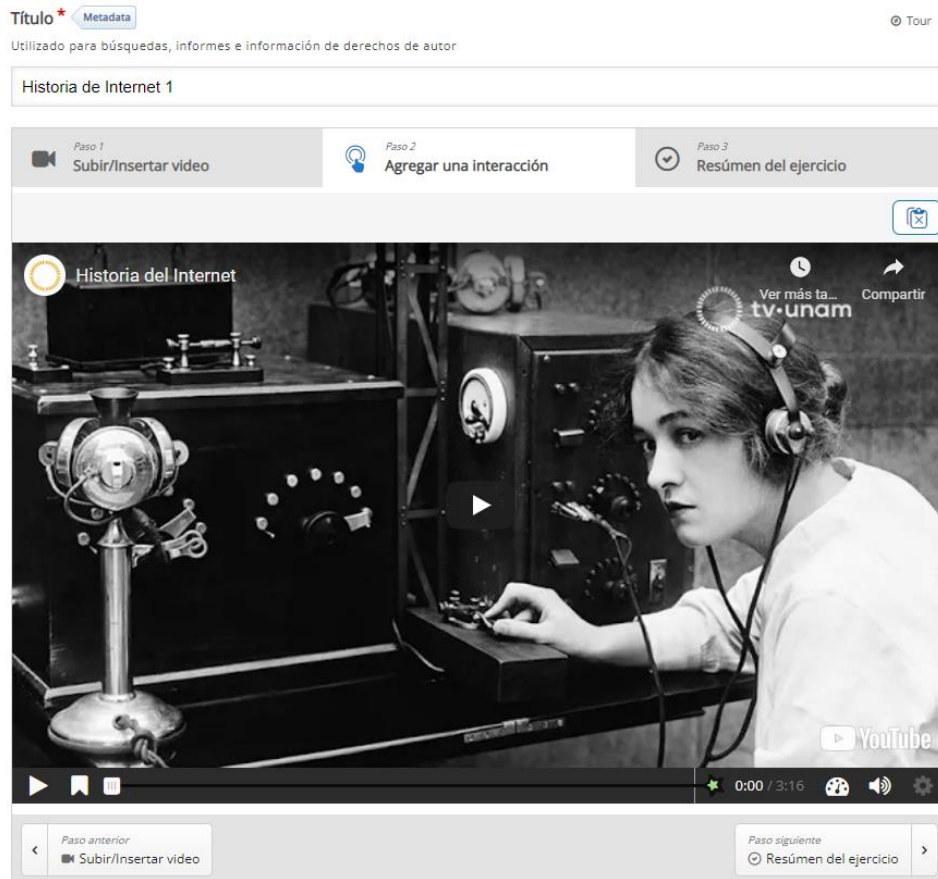 Título *
Metadata
Tour
Utilizado para búsquedas, informes e información de derechos de autor
Historia de Internet 1
Paso 1
Subir/Insertar video
Paso 2
Agregar una interacción
Paso 3
Resúmen del ejercicio
Historia del Internet
Ver más ta...
Compartir
tv•unam
YouTube
0:00 / 3:16
Paso anterior
Subir/Insertar video
Paso siguiente
Resúmen del ejercicio